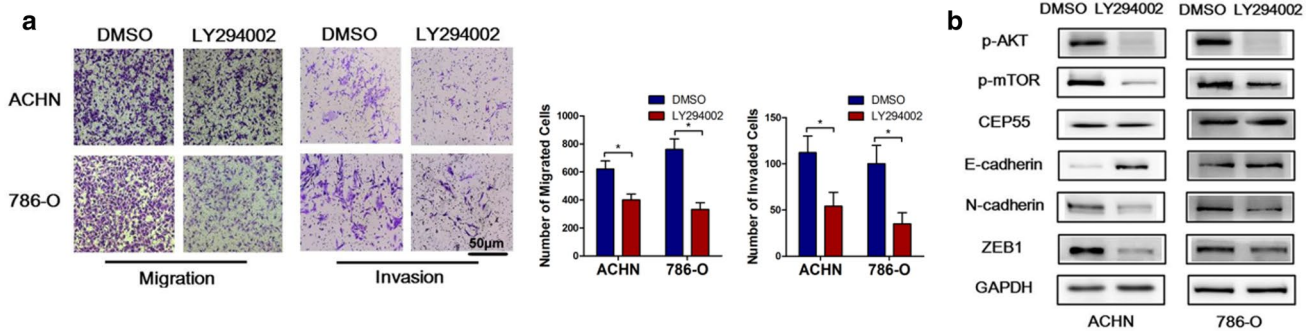 a
DMSO LY294002 DMSO LY294002
ACHN
786-O
50μm
Migration Invasion
Number of Migrated Cells
1000
800
600
400
200
0
DMSO
LY294002
*
*
ACHN 786-O
Number of Invaded Cells
150
100
50
0
DMSO
LY294002
*
*
ACHN 786-O
b
DMSO LY294002 DMSO LY294002
p-AKT
p-mTOR
CEP55
E-cadherin
N-cadherin
ZEB1
GAPDH
ACHN 786-O